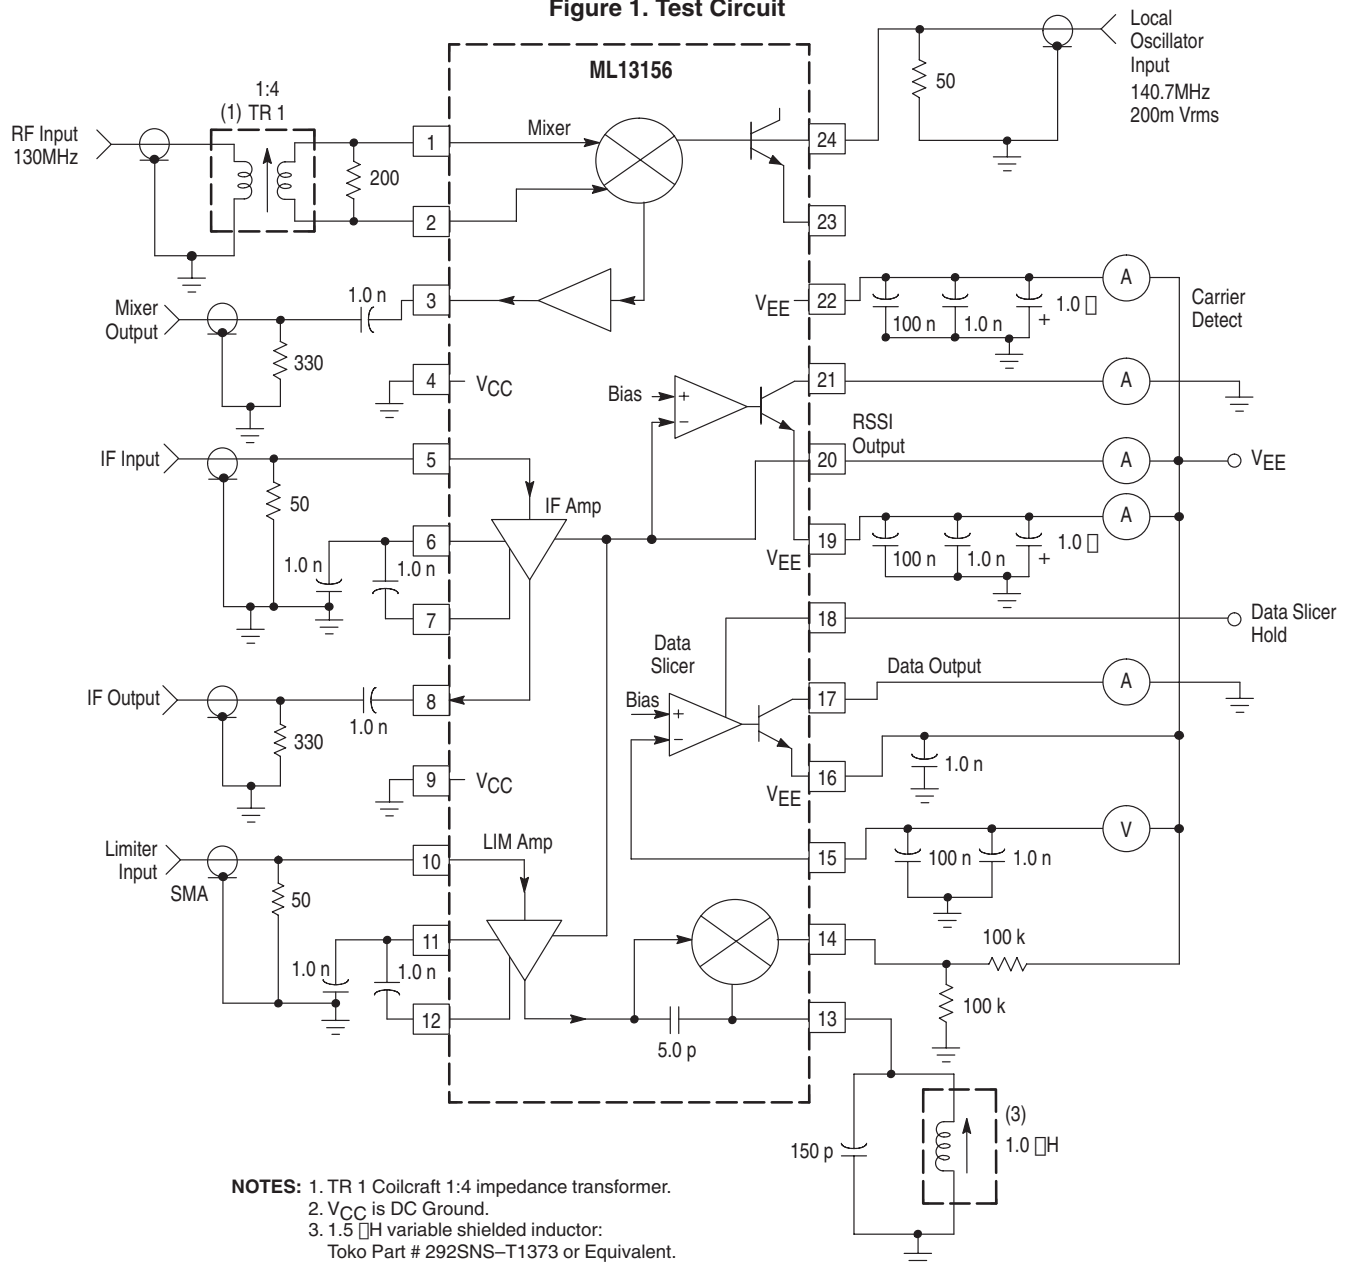 Figure 1. Test Circuit
ML13156
Local
Oscillator
Input
140.7MHz
200m Vrms
50
1:4
(1) TR 1
RF Input
130MHz
200
1
2
Mixer
24
23
Mixer
Output
1.0 n
3
330
4
VCC
VEE
22
100 n
1.0 n
+
1.0 □
A
Carrier
Detect
Bias
+
−
21
A
RSSI
Output
20
A
VEE
IF Input
5
50
IF Amp
6
1.0 n
1.0 n
7
VEE
19
100 n
1.0 n
+
1.0 □
A
18
Data Slicer
Hold
Data
Slicer
Bias
+
−
Data Output
17
A
IF Output
8
1.0 n
330
16
VEE
1.0 n
9
VCC
15
100 n
1.0 n
V
Limiter
Input
SMA
10
LIM Amp
50
11
1.0 n
1.0 n
12
14
100 k
100 k
13
5.0 p
150 p
(3)
1.0 □H
NOTES: 1. TR 1 Coilcraft 1:4 impedance transformer.
2. VCC is DC Ground.
3. 1.5 □H variable shielded inductor:
Toko Part # 292SNS–T1373 or Equivalent.